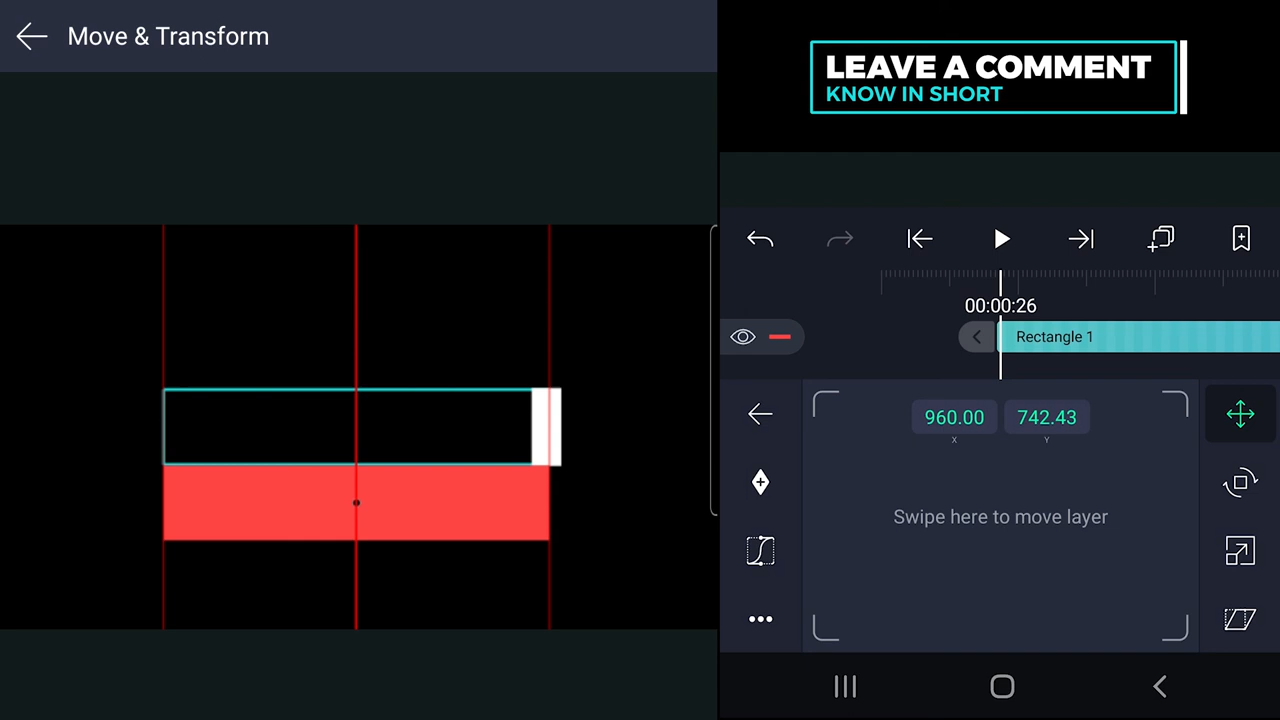 Move & Transform
LEAVE A COMMENT
KNOW IN SHORT
00:00:26
Rectangle 1
960.00
742.43
X
Y
Swipe here to move layer